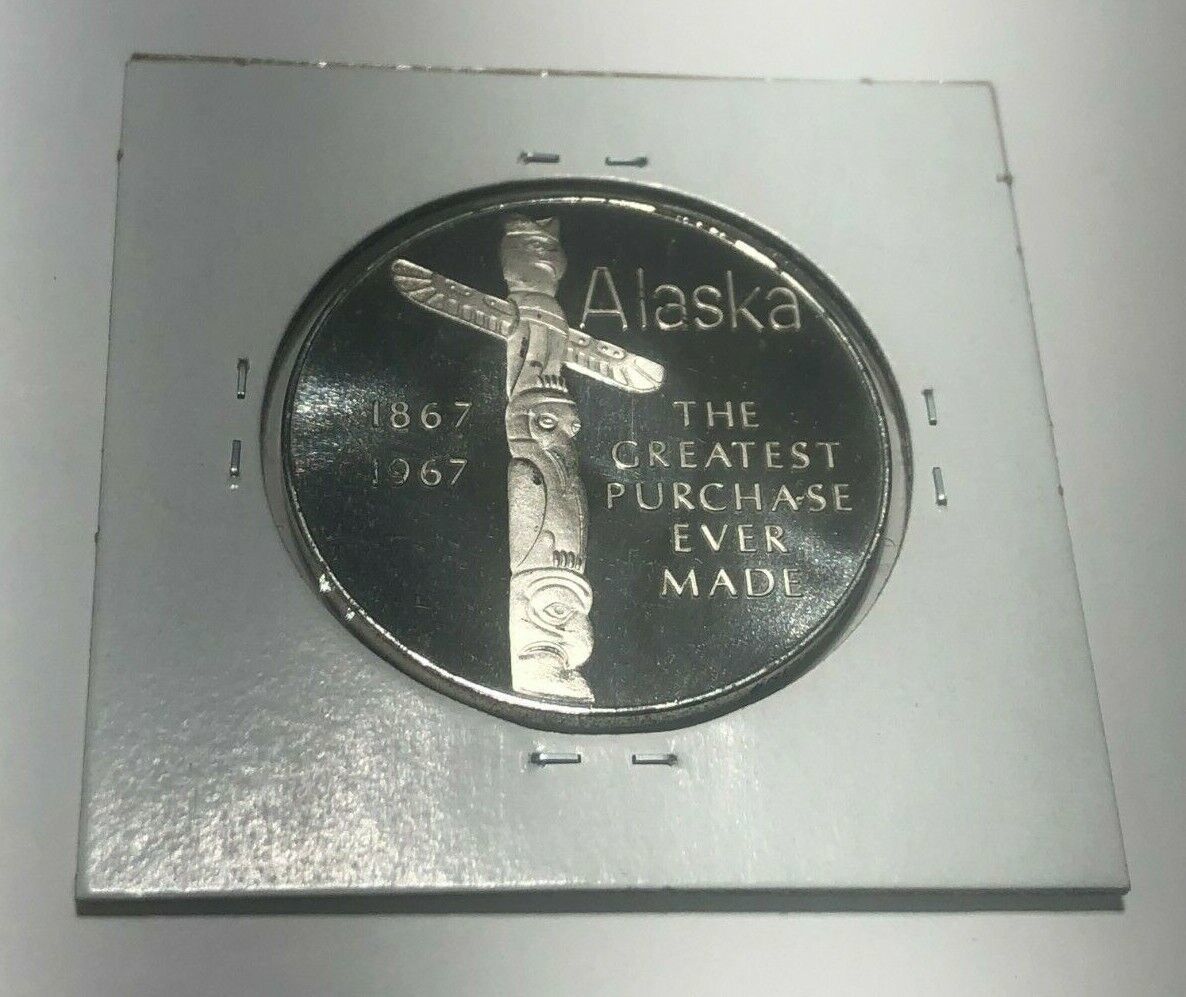 Alaska
1867
1967
THE
GREATEST
PURCHASE
EVER
MADE